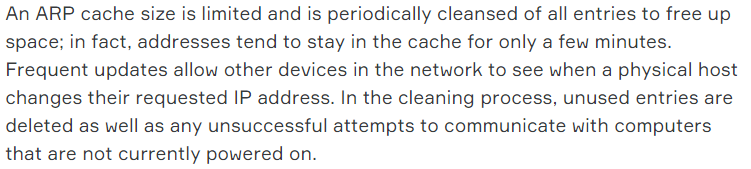 An ARP cache size is limited and is periodically cleansed of all entries to free up
space; in fact, addresses tend to stay in the cache for only a few minutes.
Frequent updates allow other devices in the network to see when a physical host
changes their requested IP address. In the cleaning process, unused entries are
deleted as well as any unsuccessful attempts to communicate with computers
that are not currently powered on.